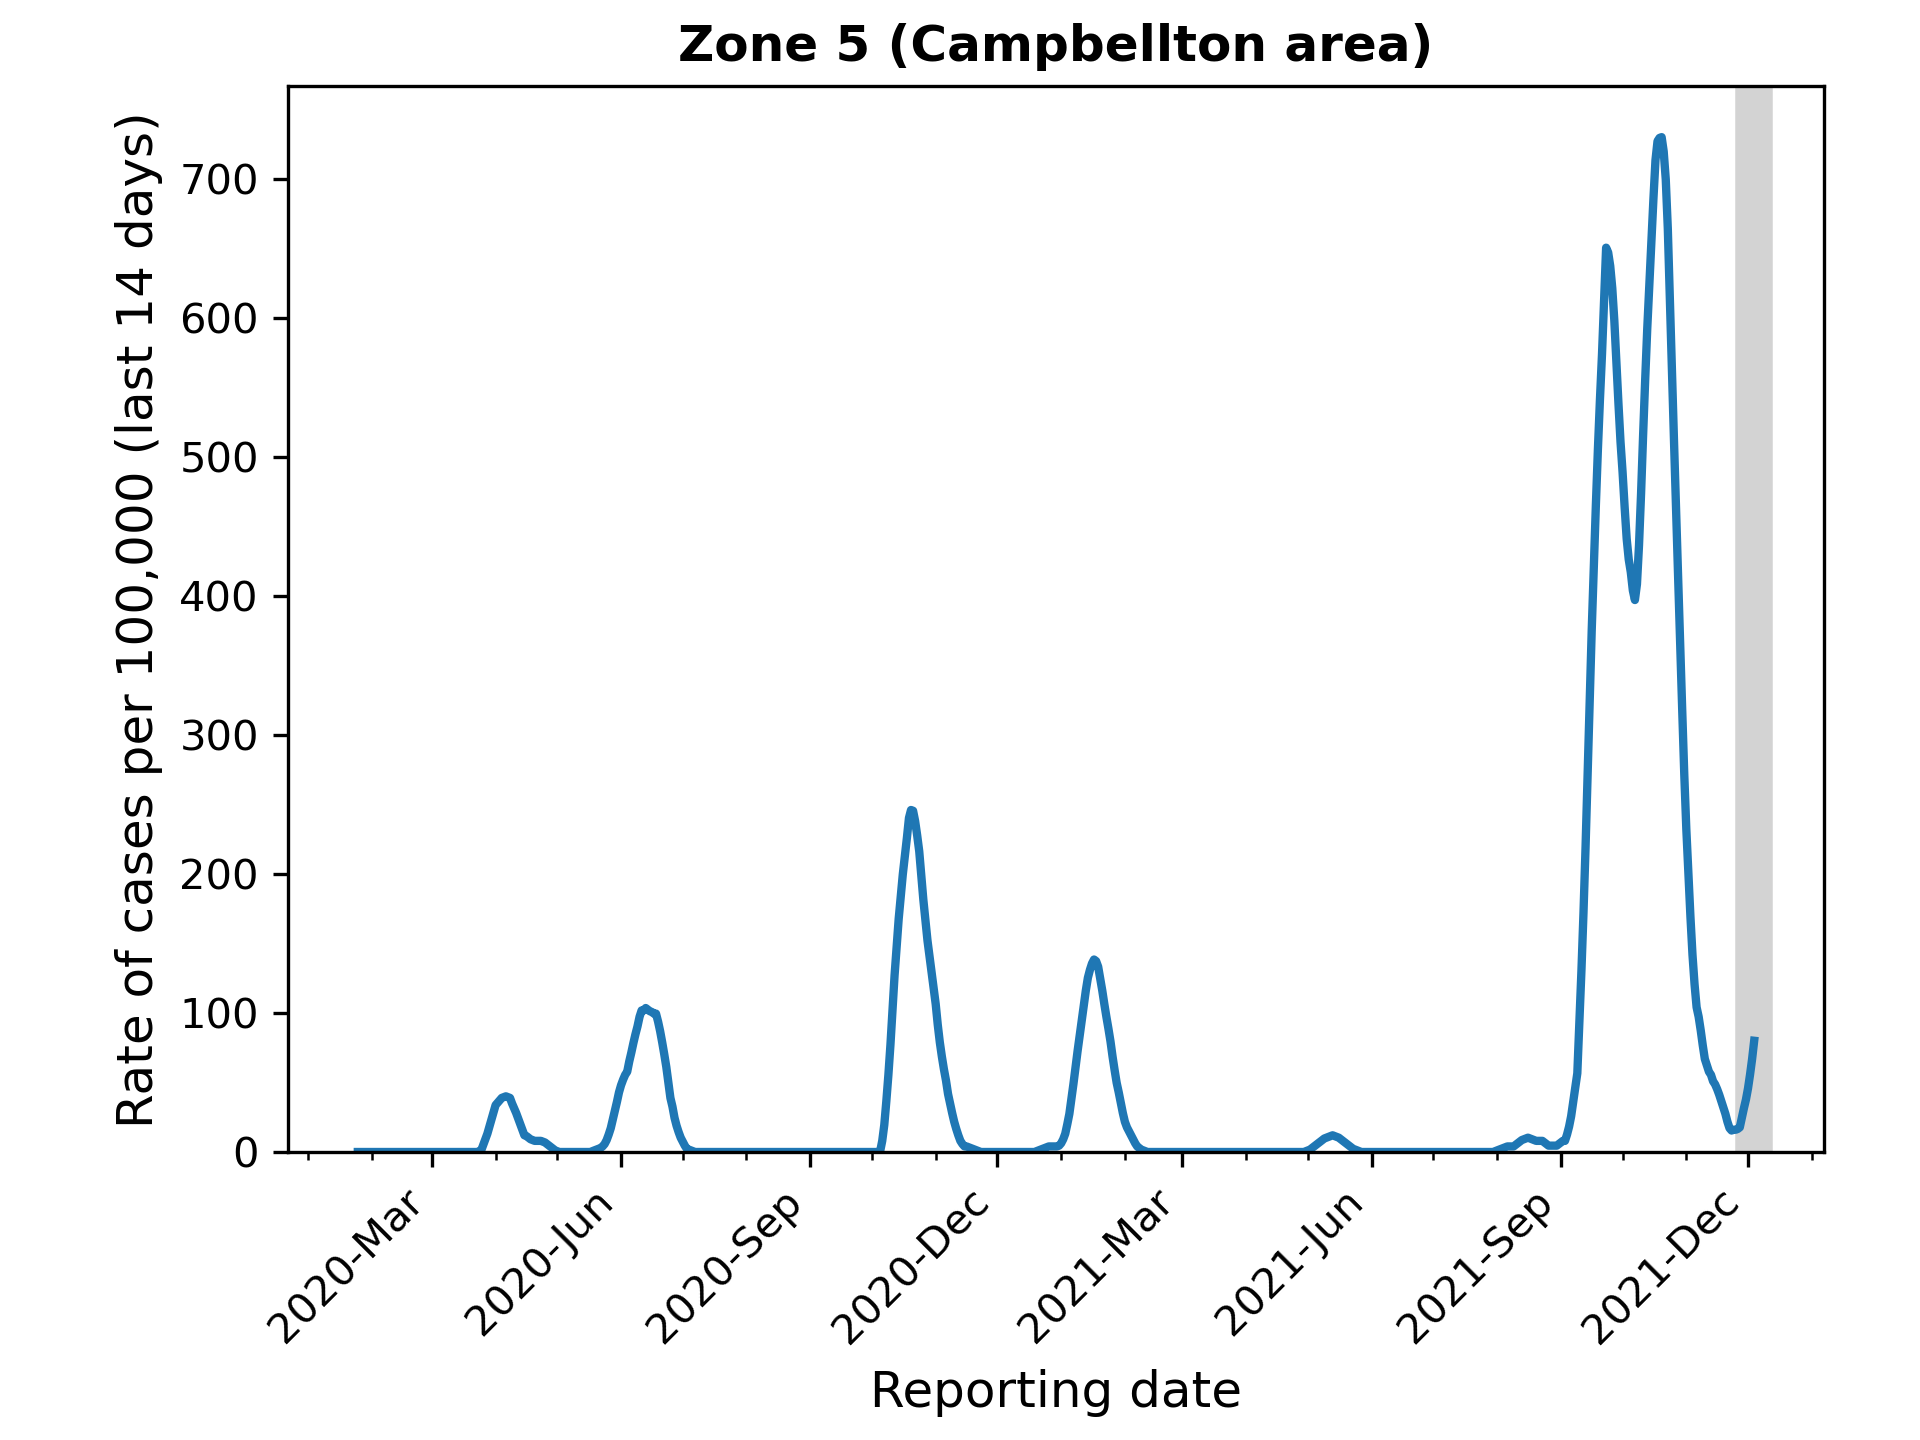 Zone 5 (Campbellton area)
Rate of cases per 100,000 (last 14 days)
700
600
500
400
300
200
100
0
2020-Mar
2020-Jun
2020-Sep
2020-Dec
2021-Mar
2021-Jun
2021-Sep
2021-Dec
Reporting date